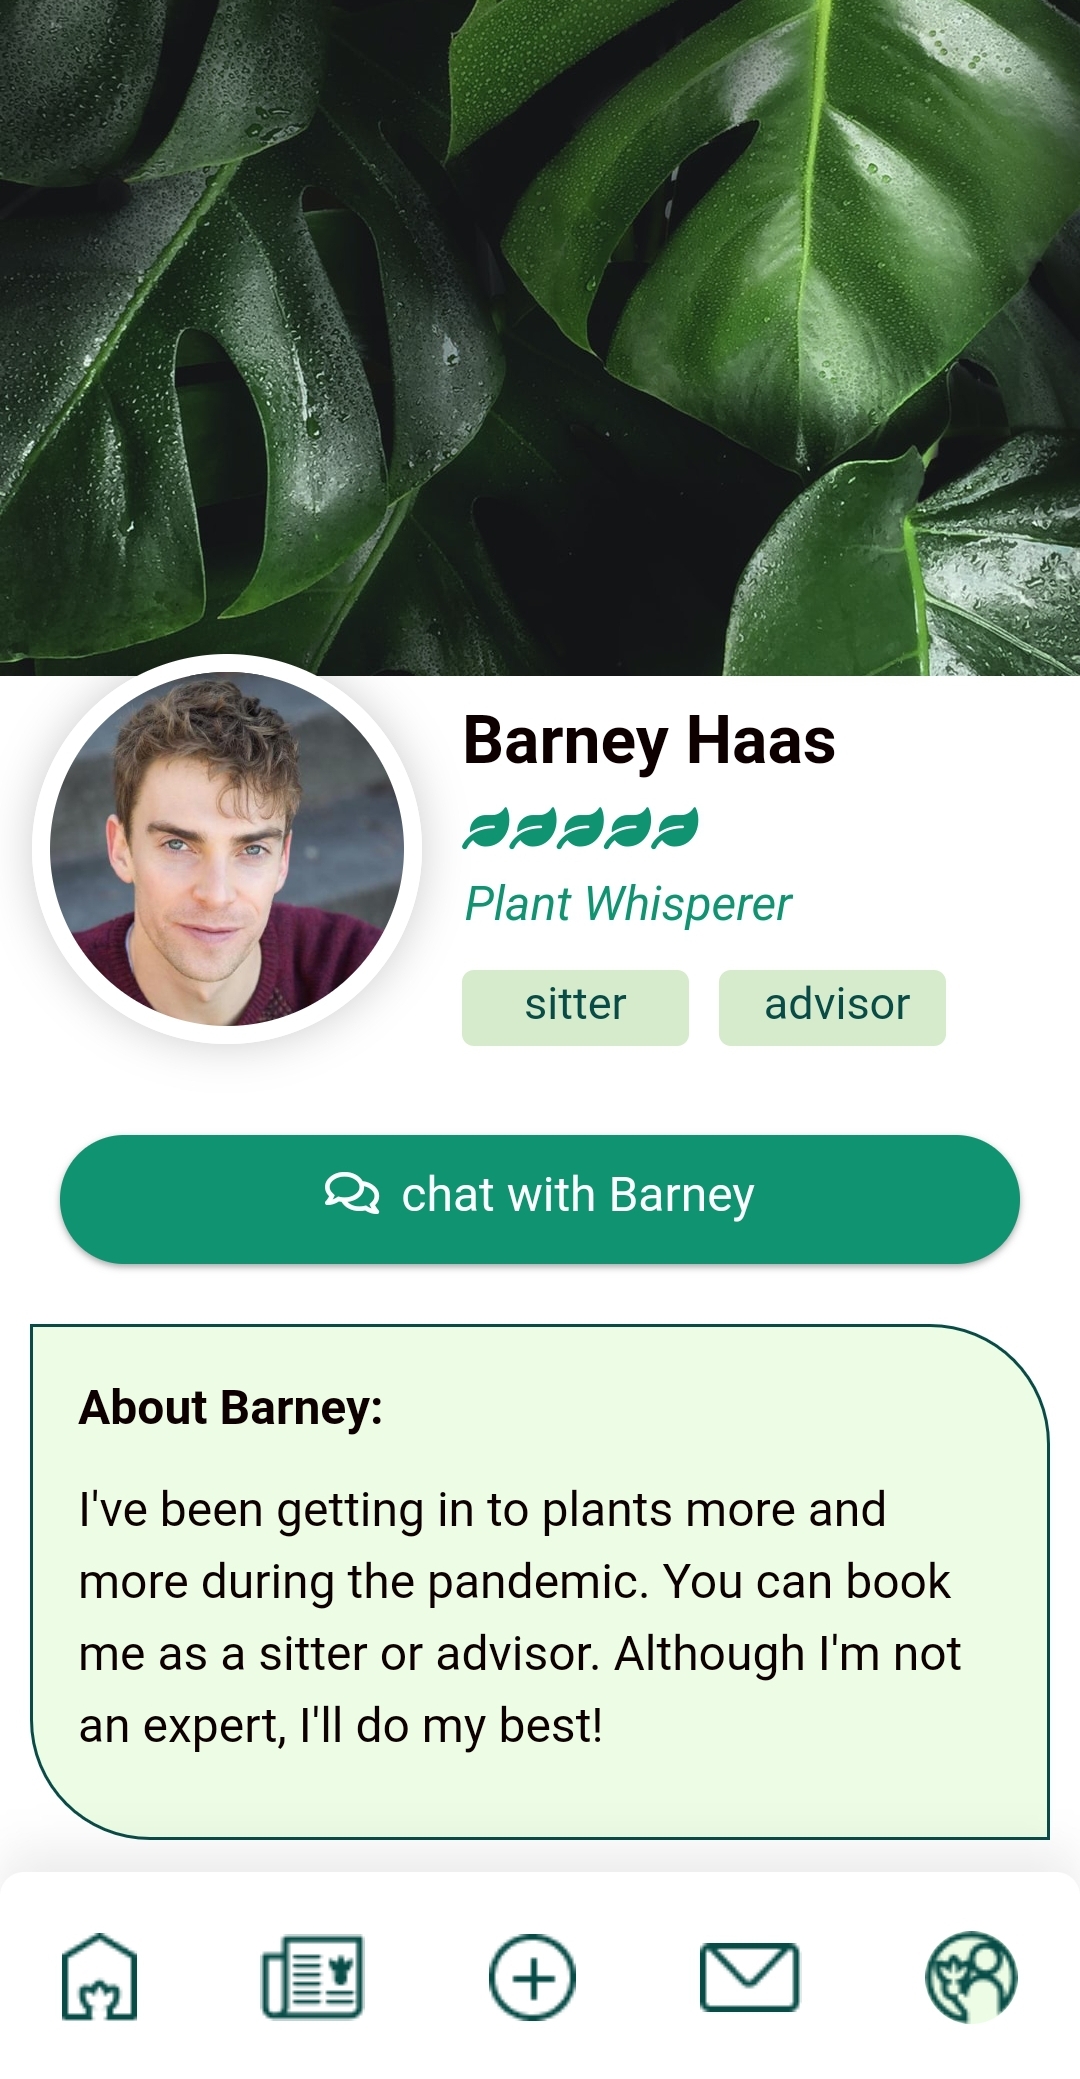 Barney Haas
Plant Whisperer
sitter
advisor
chat with Barney
About Barney:
I've been getting in to plants more and
more during the pandemic. You can book
me as a sitter or advisor. Although I'm not
an expert, I'll do my best!